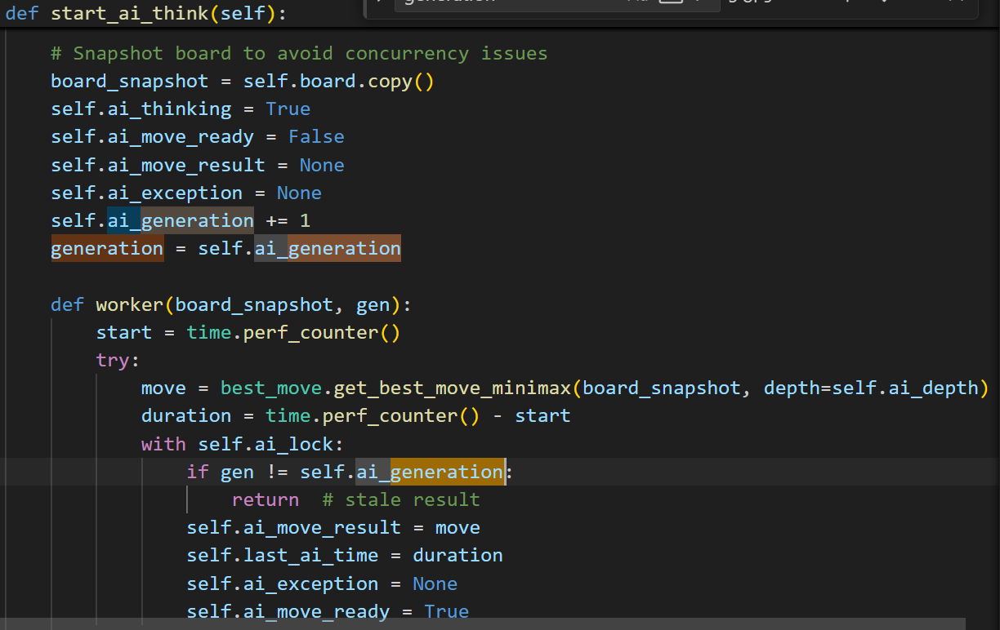 def start_ai_think(self):
# Snapshot board to avoid concurrency issues
board_snapshot = self.board.copy()
self.ai_thinking = True
self.ai_move_ready = False
self.ai_move_result = None
self.ai_exception = None
self.ai_generation += 1
generation = self.ai_generation
def worker(board_snapshot, gen):
start = time.perf_counter()
try:
move = best_move.get_best_move_minimax(board_snapshot, depth=self.ai_depth)
duration = time.perf_counter() - start
with self.ai_lock:
if gen != self.ai_generation:
return  # stale result
self.ai_move_result = move
self.last_ai_time = duration
self.ai_exception = None
self.ai_move_ready = True